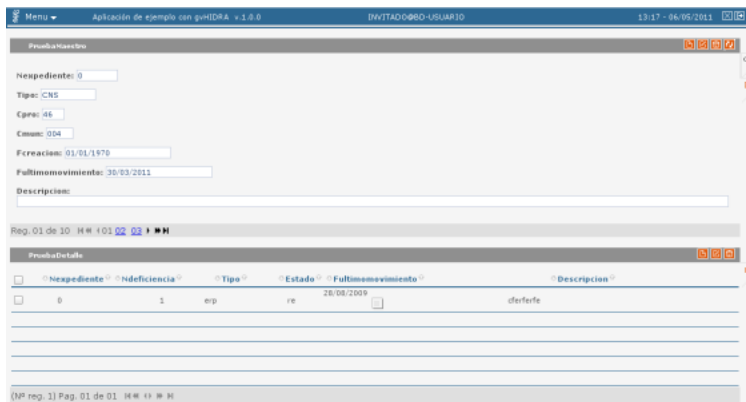 Menu Aplicación de ejemplo con gvHIDRA v.1.0.0 INVITADO@BD-USUARIO 13:17 - 06/05/2011
PruebaMaestro
Nexpediente: 0
Tipo: CNS
Cpro: 46
Cmun: 004
Fcreacion: 01/01/1970
Fultimomovimiento: 30/03/2011
Descripcion:
Reg. 01 de 10 01 02 03
PruebaDetalle
Nexpediente Ndeficiencia Tipo Estado Fultimomovimiento Descripcion
0 1 erp re 28/08/2009 cferferfe
(Nº reg. 1) Pag. 01 de 01